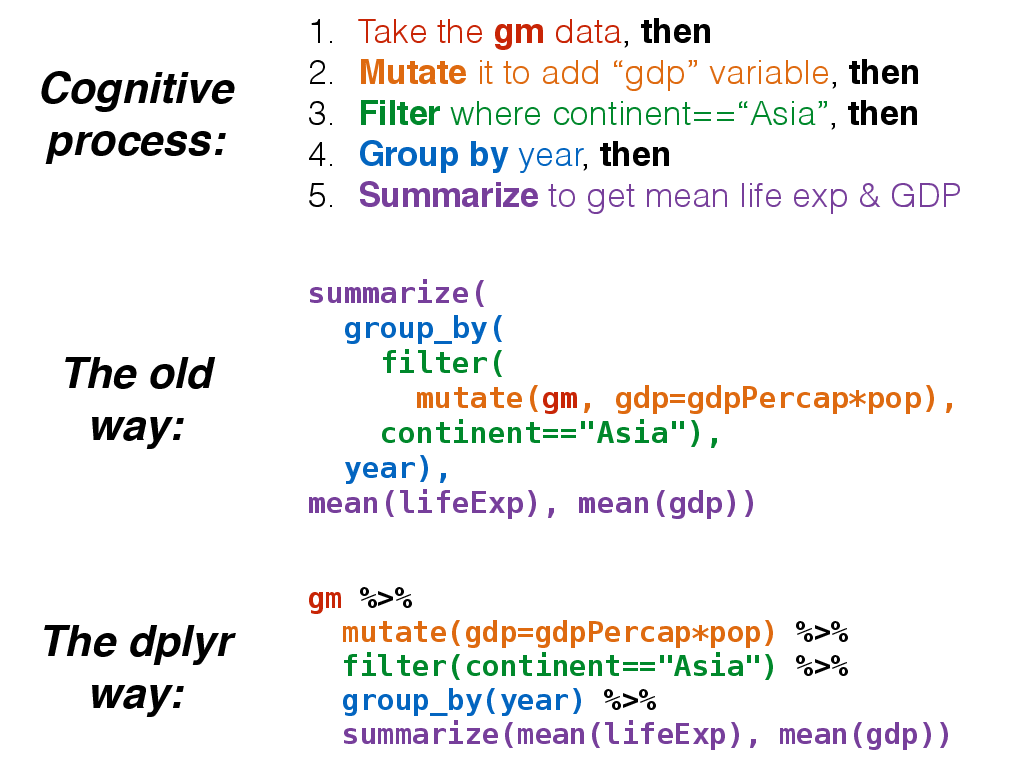 Cognitive
process:
1. Take the gm data, then
2. Mutate it to add “gdp” variable, then
3. Filter where continent==“Asia”, then
4. Group by year, then
5. Summarize to get mean life exp & GDP
The old
way:
summarize(
  group_by(
    filter(
      mutate(gm, gdp=gdpPercap*pop),
    continent=="Asia"),
  year),
mean(lifeExp), mean(gdp))
The dplyr
way:
gm %>%
  mutate(gdp=gdpPercap*pop) %>%
  filter(continent=="Asia") %>%
  group_by(year) %>%
  summarize(mean(lifeExp), mean(gdp))